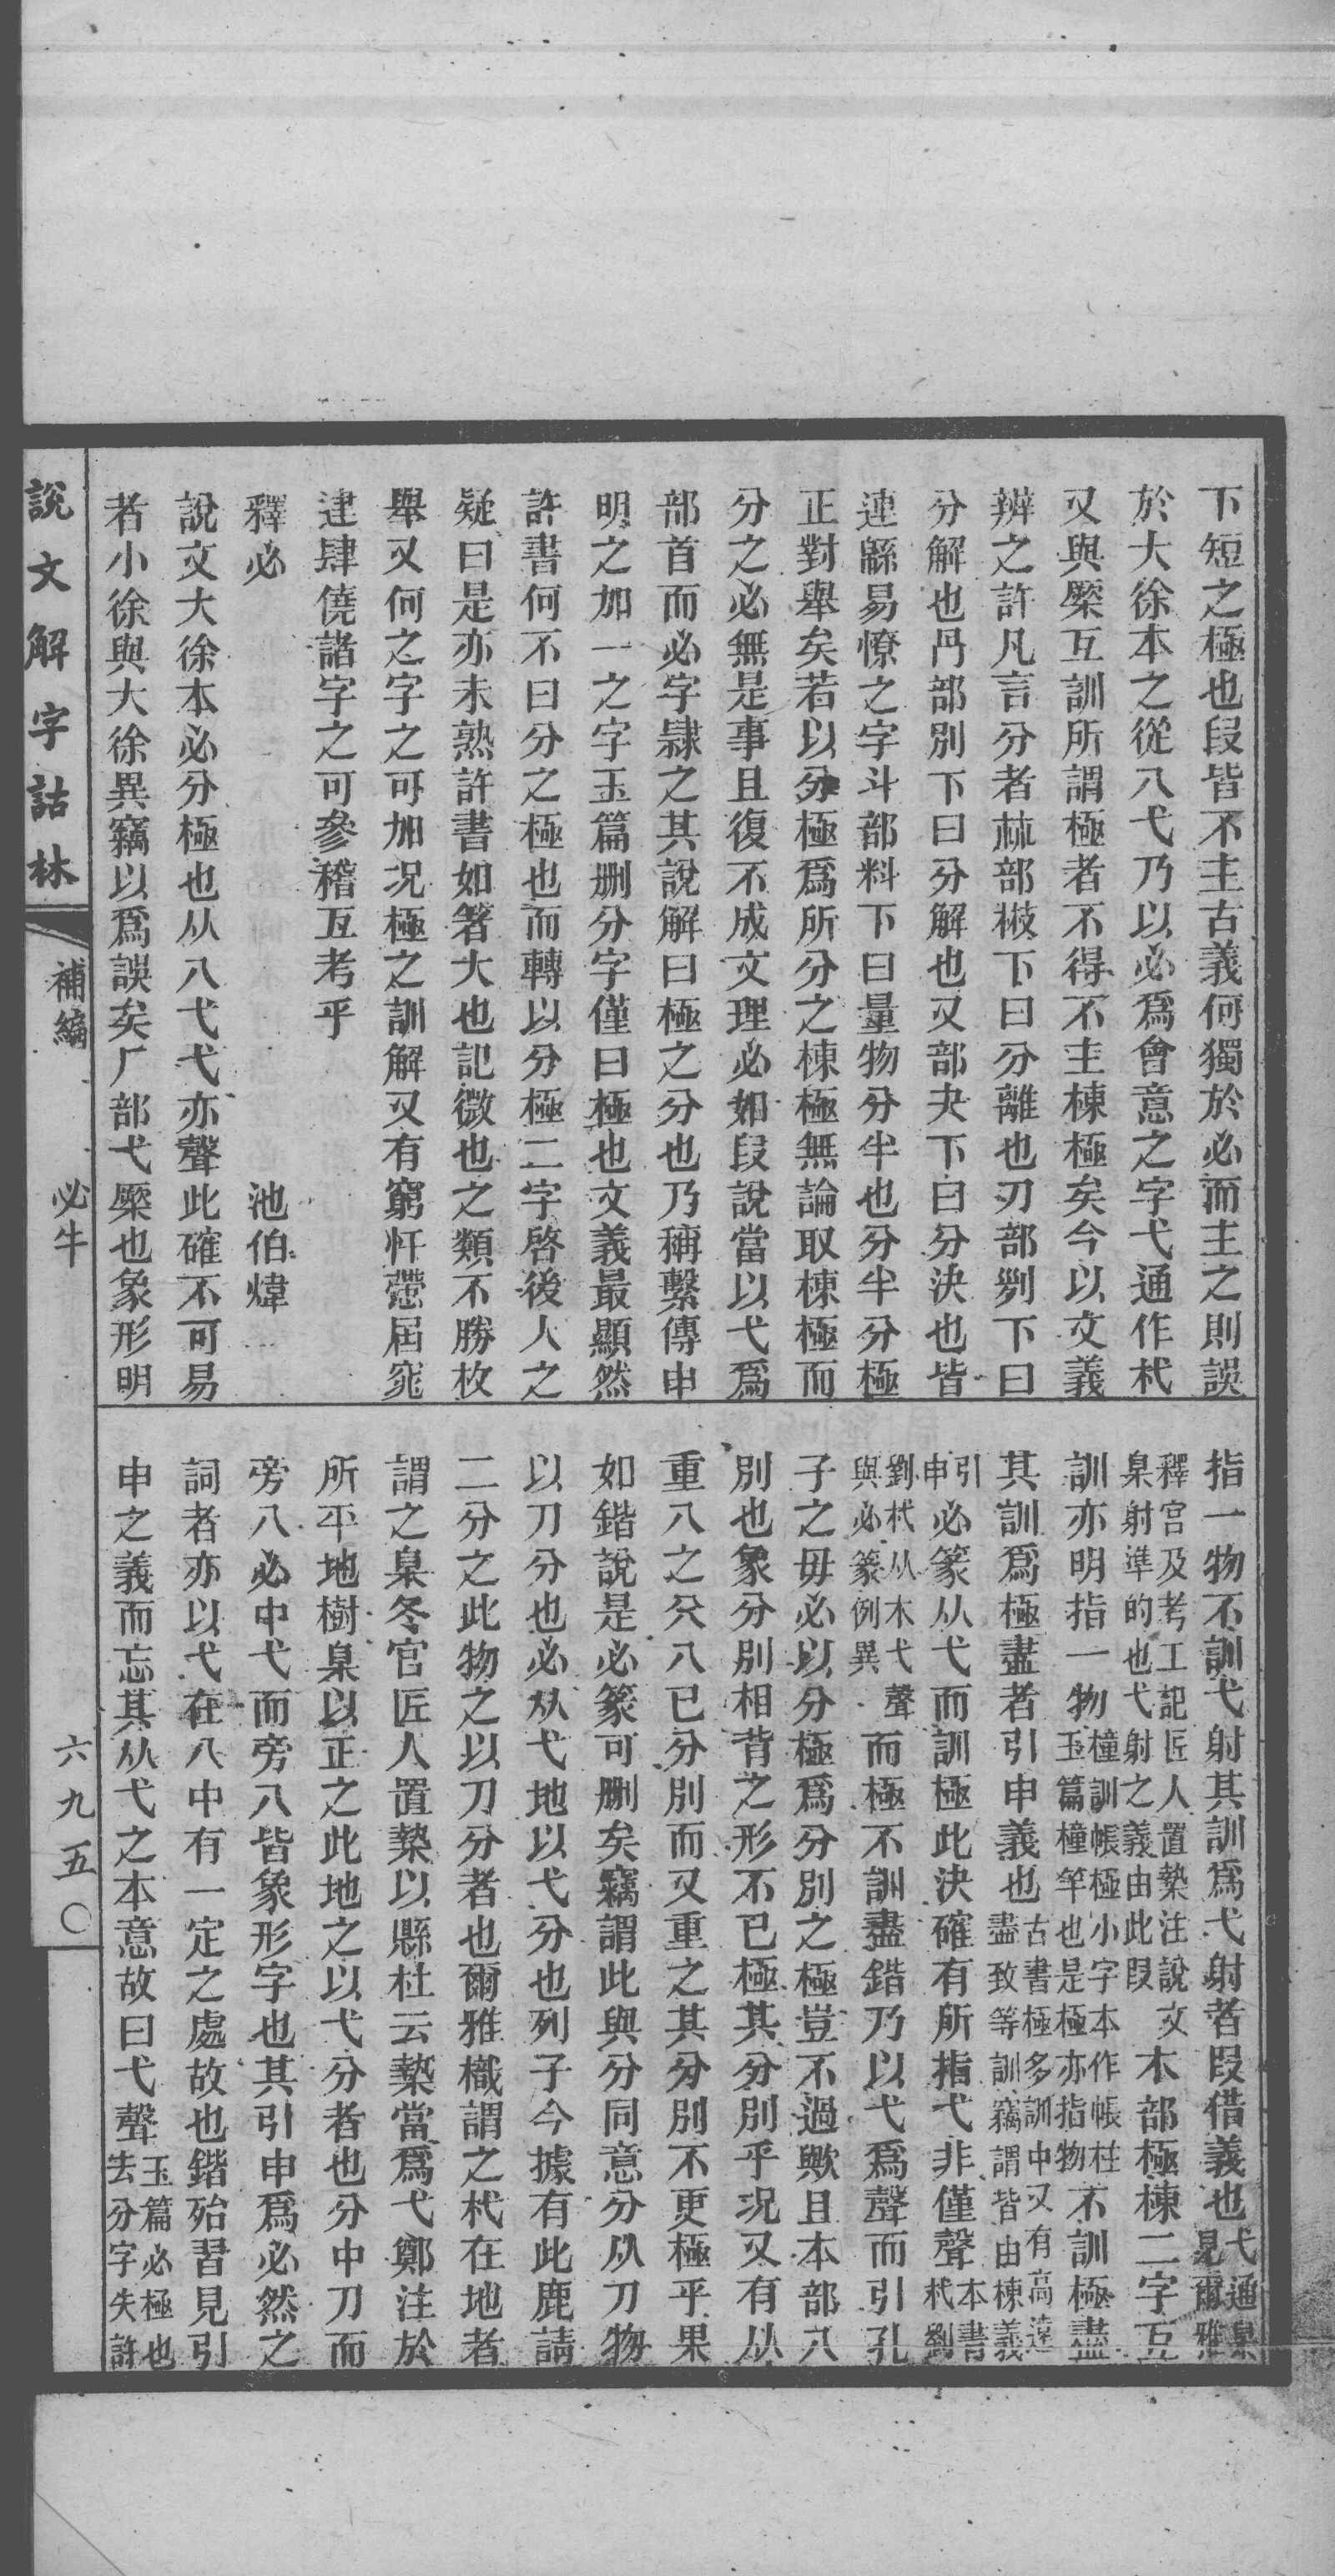 下短之極也段皆不主古義何獨於必而主之則誤
於大徐本之從八弋乃以必爲會意之字弋通作杙
又與橜互訓所謂極者不得不主棟極矣今以文義
辨之許凡言分者𣏟部㪔下曰分離也刀部列下曰
分解也冎部別下曰分解也又部夬下曰分決也皆
連緜易憭之字斗部料下曰量物分半也分半分極
正對舉矣若以分極爲所分之棟極無論取棟極而
分之必無是事且復不成文理必如段說當以弋爲
部首而必字隸之其說解曰極之分也乃稱繫傳申
明之加一之字玉篇删分字僅曰極也文義最顯然
許書何不曰分之極也而轉以分極二字啓後人之
疑曰是亦未熟許書如箸大也記微也之類不勝枚
舉又何之字之可加况極之訓解又有窮忓㦅屆窕
建肆僥諸字之可參稽互考乎
釋必　池伯煒
說文大徐本必分極也从八弋弋亦聲此確不可易
者小徐與大徐異竊以爲誤矣厂部弋橜也象形明
指一物不訓弋射其訓爲弋射者叚借義也弋通臬見爾雅
釋宮及考工記匠人置槷注說文臬射準的也弋射之義由此叚木部極棟二字互
訓亦明指一物橦訓帳極小字本作帳柱玉篇橦竿也是極亦指物不訓極盡
其訓爲極盡者引申義也古書極多訓中又有高遠盡致等訓竊謂皆由棟義
引申必篆从弋而訓極此決確有所指弋非僅聲本書杙劉
劉杙从木弋聲與必篆例異而極不訓盡鍇乃以弋爲聲而引孔
子之毋必以分極爲分別之極豈不過歟且本部八
別也象分別相背之形不已極其分別乎况又有从
重八之㕣八已分別而又重之其分別不更極乎果
如鍇說是必篆可删矣竊謂此與分同意分从刀物
以刀分也必从弋地以弋分也列子今據有此鹿請
二分之此物之以刀分者也爾雅樴謂之杙在地者
謂之臬冬官匠人置槷以縣杜云槷當爲弋鄭注於
所平地樹臬以正之此地之以弋分者也分中刀而
旁八必中弋而旁八皆象形字也其引申爲必然之
詞者亦以弋在八中有一定之處故也鍇殆習見引
申之義而忘其从弋之本意故曰弋聲玉篇必極也去分字失許
說文解字詁林　補編　必牛　六九五〇